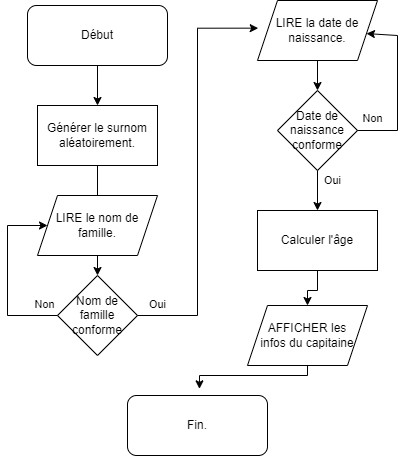 Début
Générer le surnom
aléatoirement.
LIRE le nom de
famille.
Nom de
famille
conforme
Non
Oui
LIRE la date de
naissance.
Date de
naissance
conforme
Non
Oui
Calculer l'âge
AFFICHER les
infos du capitaine
Fin.